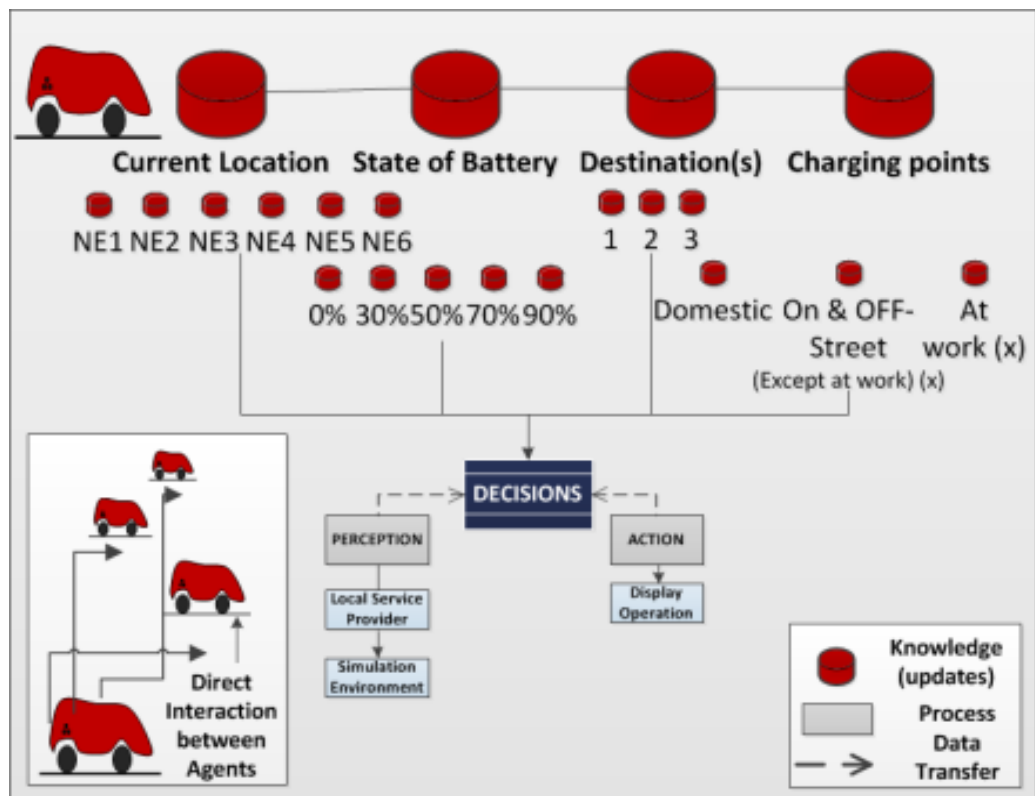 Current Location State of Battery Destination(s) Charging points
NE1 NE2 NE3 NE4 NE5 NE6
1 2 3
0% 30% 50% 70% 90%
Domestic On & OFF- At
Street work (x)
(Except at work) (x)
DECISIONS
PERCEPTION
ACTION
Local Service
Provider
Display
Operation
Simulation
Environment
Direct
Interaction
between
Agents
Knowledge
(updates)
Process
Data
Transfer